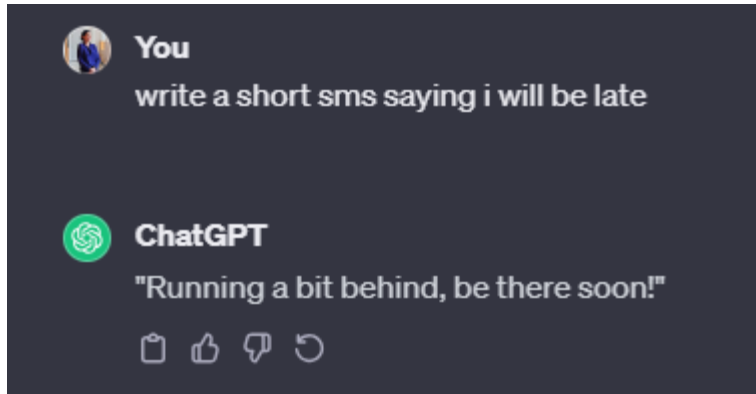 You
write a short sms saying i will be late
ChatGPT
"Running a bit behind, be there soon!"